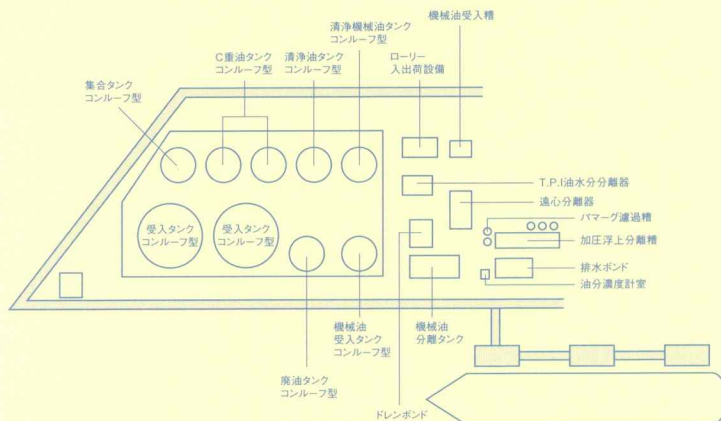 機械油受入糟
清浄機械油タンク
コンルーフ型
C重油タンク
コンルーフ型
清浄油タンク
コンルーフ型
ローリー
入出荷設備
集合タンク
コンルーフ型
T.P.I油水分分離器
遠心分離器
パマーグ濾過槽
加圧浮上分離槽
受入タンク
コンルーフ型
受入タンク
コンルーフ型
排水ポンド
油分濃度計室
機械油
受入タンク
コンルーフ型
機械油
分離タンク
廃油タンク
コンルーフ型
ドレンポンド